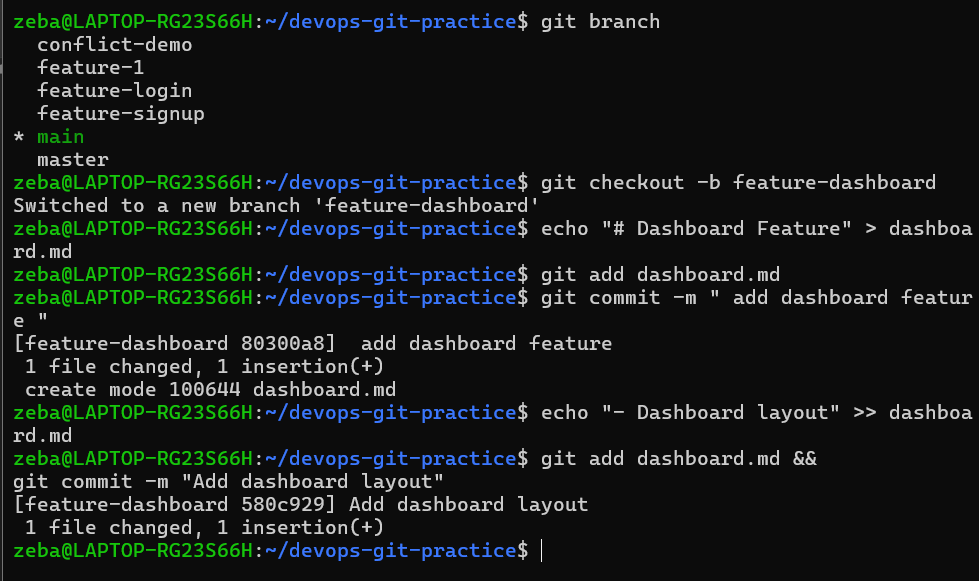 zeba@LAPTOP-RG23S66H:~/devops-git-practice$ git branch
  conflict-demo
  feature-1
  feature-login
  feature-signup
* main
  master
zeba@LAPTOP-RG23S66H:~/devops-git-practice$ git checkout -b feature-dashboard
Switched to a new branch 'feature-dashboard'
zeba@LAPTOP-RG23S66H:~/devops-git-practice$ echo "# Dashboard Feature" > dashboa
rd.md
zeba@LAPTOP-RG23S66H:~/devops-git-practice$ git add dashboard.md
zeba@LAPTOP-RG23S66H:~/devops-git-practice$ git commit -m " add dashboard featur
e "
[feature-dashboard 80300a8]  add dashboard feature
 1 file changed, 1 insertion(+)
 create mode 100644 dashboard.md
zeba@LAPTOP-RG23S66H:~/devops-git-practice$ echo "- Dashboard layout" >> dashboa
rd.md
zeba@LAPTOP-RG23S66H:~/devops-git-practice$ git add dashboard.md &&
git commit -m "Add dashboard layout"
[feature-dashboard 580c929] Add dashboard layout
 1 file changed, 1 insertion(+)
zeba@LAPTOP-RG23S66H:~/devops-git-practice$